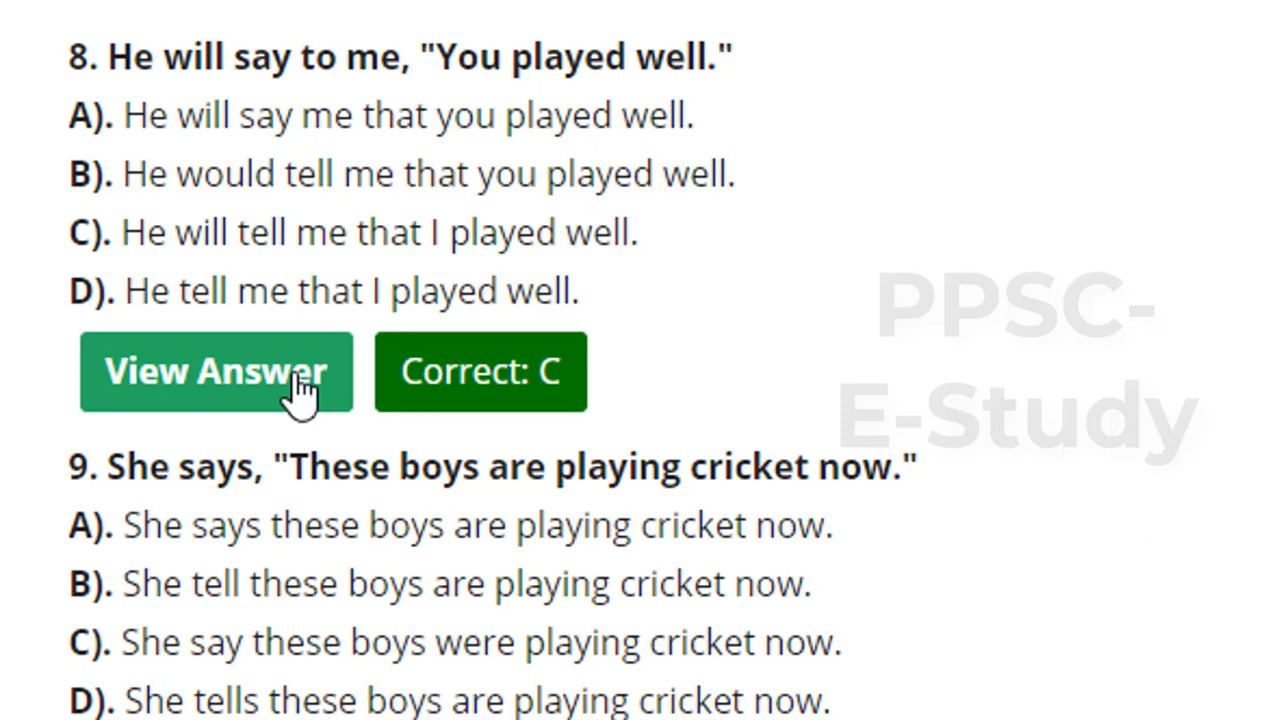 8. He will say to me, "You played well."
A). He will say me that you played well.
B). He would tell me that you played well.
C). He will tell me that I played well.
D). He tell me that I played well.
View Answer Correct: C
PPSC-
E-Study
9. She says, "These boys are playing cricket now."
A). She says these boys are playing cricket now.
B). She tell these boys are playing cricket now.
C). She say these boys were playing cricket now.
D). She tells these boys are playing cricket now.